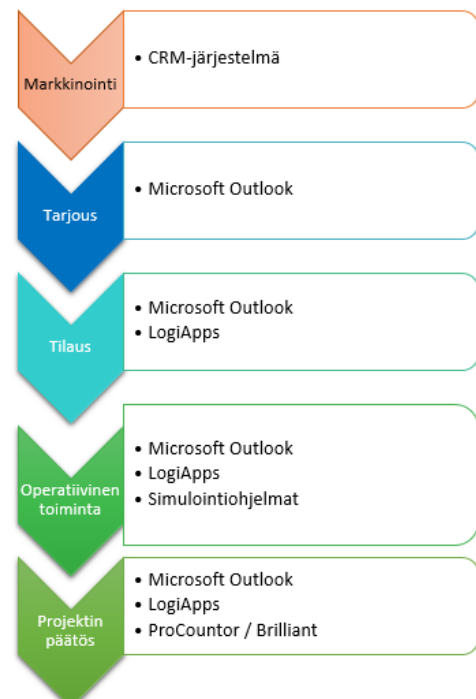 Markkinointi
• CRM-järjestelmä
Tarjous
• Microsoft Outlook
Tilaus
• Microsoft Outlook
• LogiApps
Operatiivinen
toiminta
• Microsoft Outlook
• LogiApps
• Simulointiohjelmat
Projektin
päätös
• Microsoft Outlook
• LogiApps
• ProCountor / Brilliant